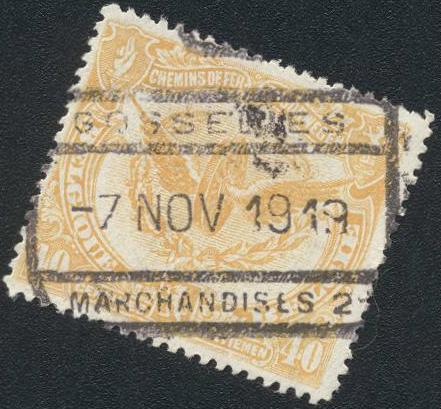 CHEMINS DE FER
GOSSELIES
-7 NOV 1919
MARCHANDISES 2-
40